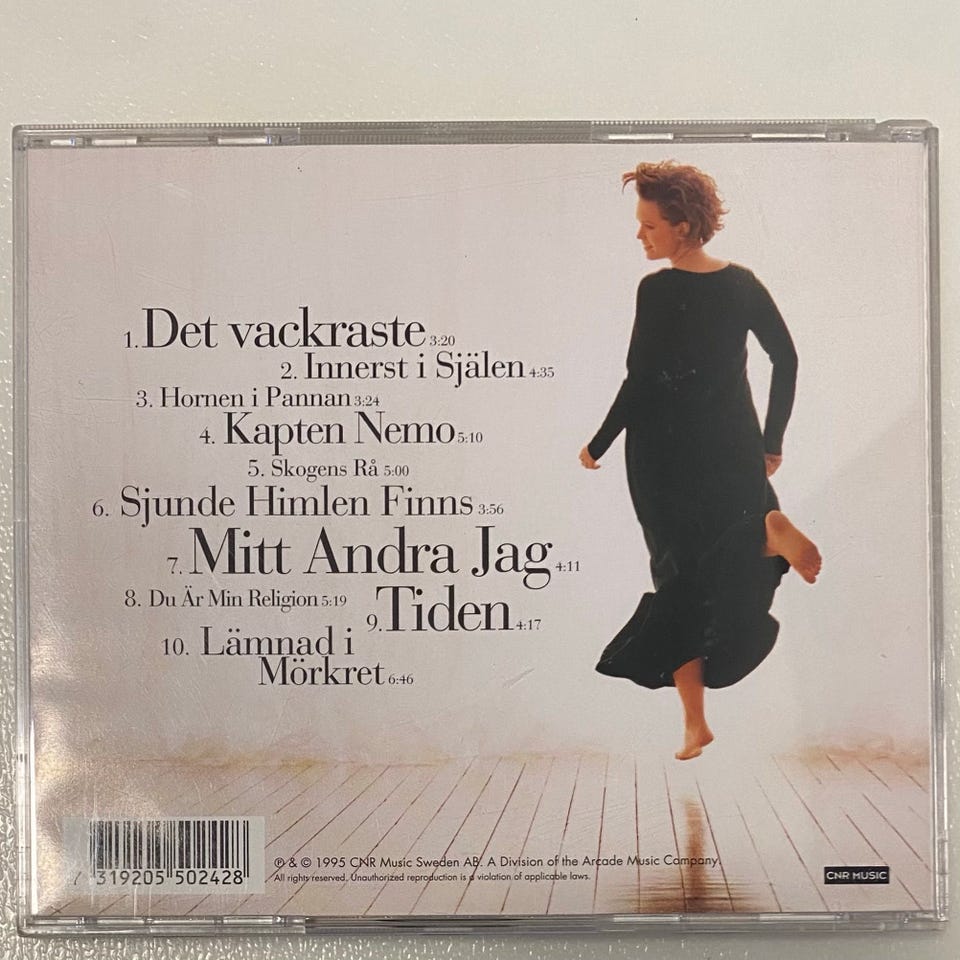 1. Det vackraste 3:20
2. Innerst i Själen 4:35
3. Hornen i Pannan 3:24
4. Kapten Nemo 5:10
5. Skogens Rå 5:00
6. Sjunde Himlen Finns 3:56
7. Mitt Andra Jag 4:11
8. Du Är Min Religion 5:19
9. Tiden 4:17
10. Lämnad i
Mörkret 6:46
7 319205 502428
℗ & © 1995 CNR Music Sweden AB. A Division of the Arcade Music Company.
All rights reserved. Unauthorized reproduction is a violation of applicable laws.
CNR MUSIC